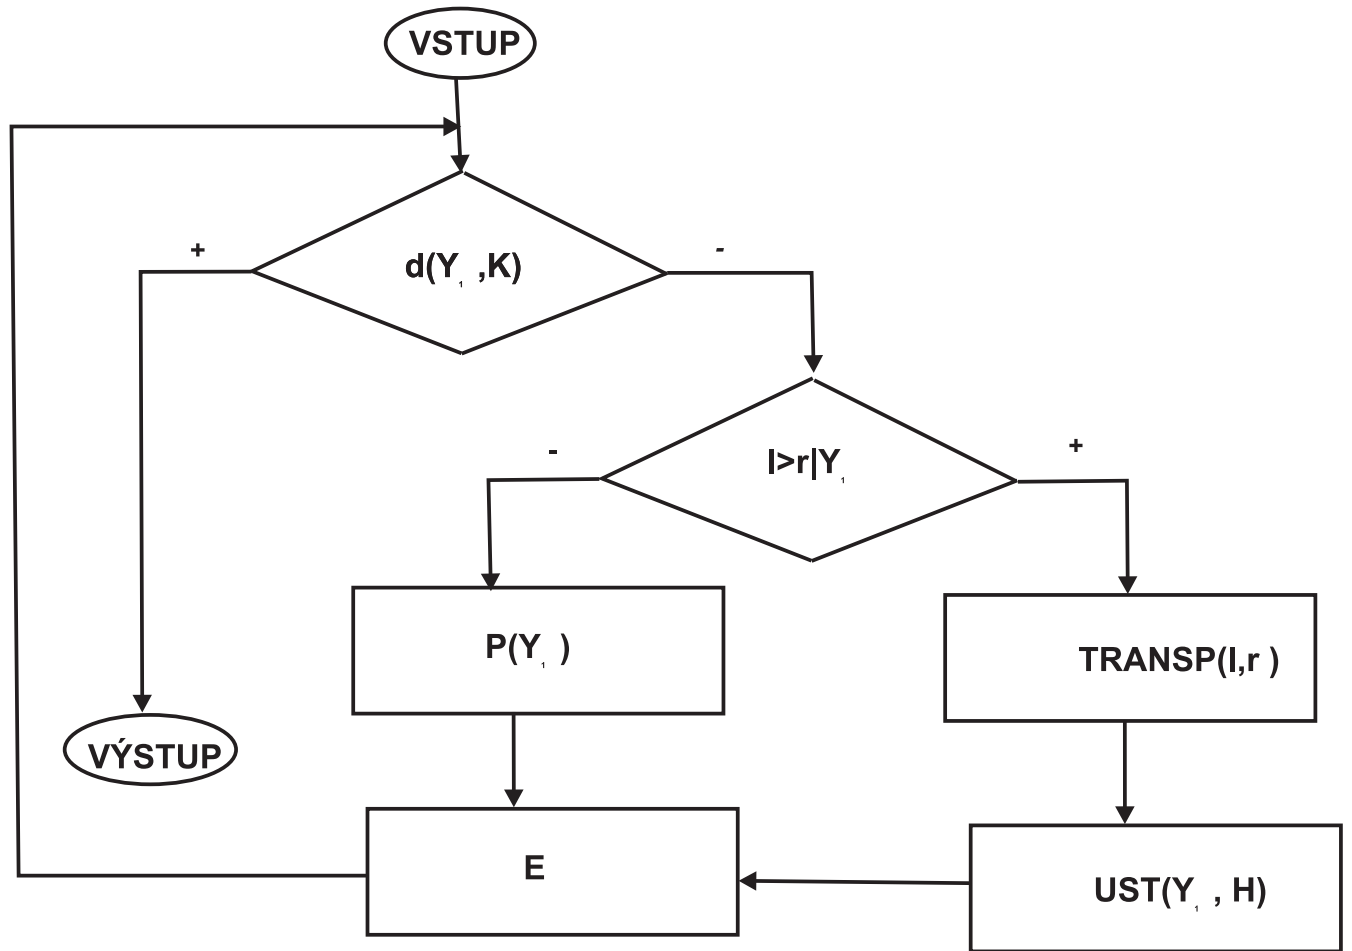 VSTUP
+
-
d(Y₁ ,K)
-
+
l>r|Y₁
P(Y₁ )
TRANSP(l,r )
VÝSTUP
E
UST(Y₁ , H)